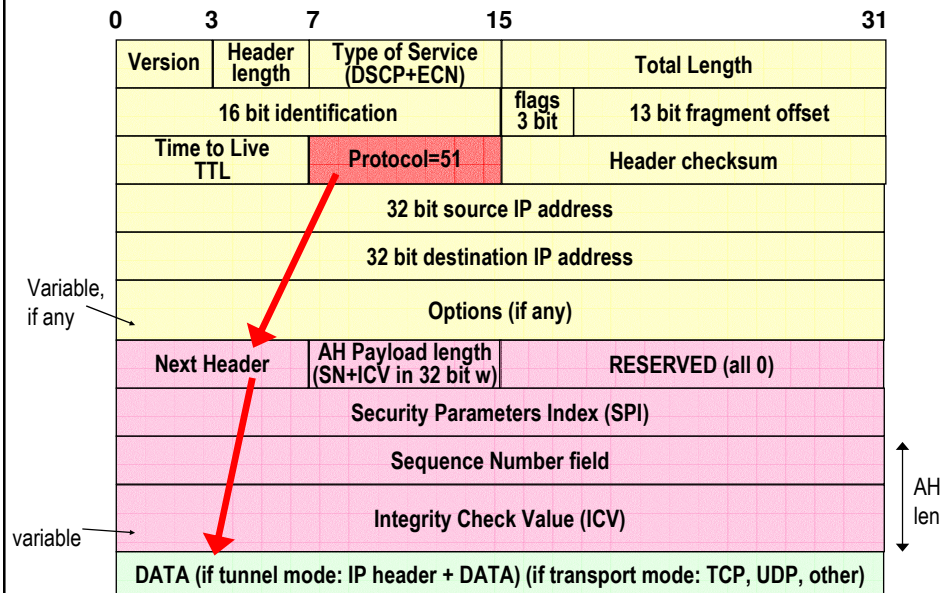 0 3 7 15 31
Version
Header
length
Type of Service
(DSCP+ECN)
Total Length
16 bit identification
flags
3 bit
13 bit fragment offset
Time to Live
TTL
Protocol=51
Header checksum
32 bit source IP address
32 bit destination IP address
Variable,
if any
Options (if any)
Next Header
AH Payload length
(SN+ICV in 32 bit w)
RESERVED (all 0)
Security Parameters Index (SPI)
Sequence Number field
AH
len
Integrity Check Value (ICV)
variable
DATA (if tunnel mode: IP header + DATA) (if transport mode: TCP, UDP, other)